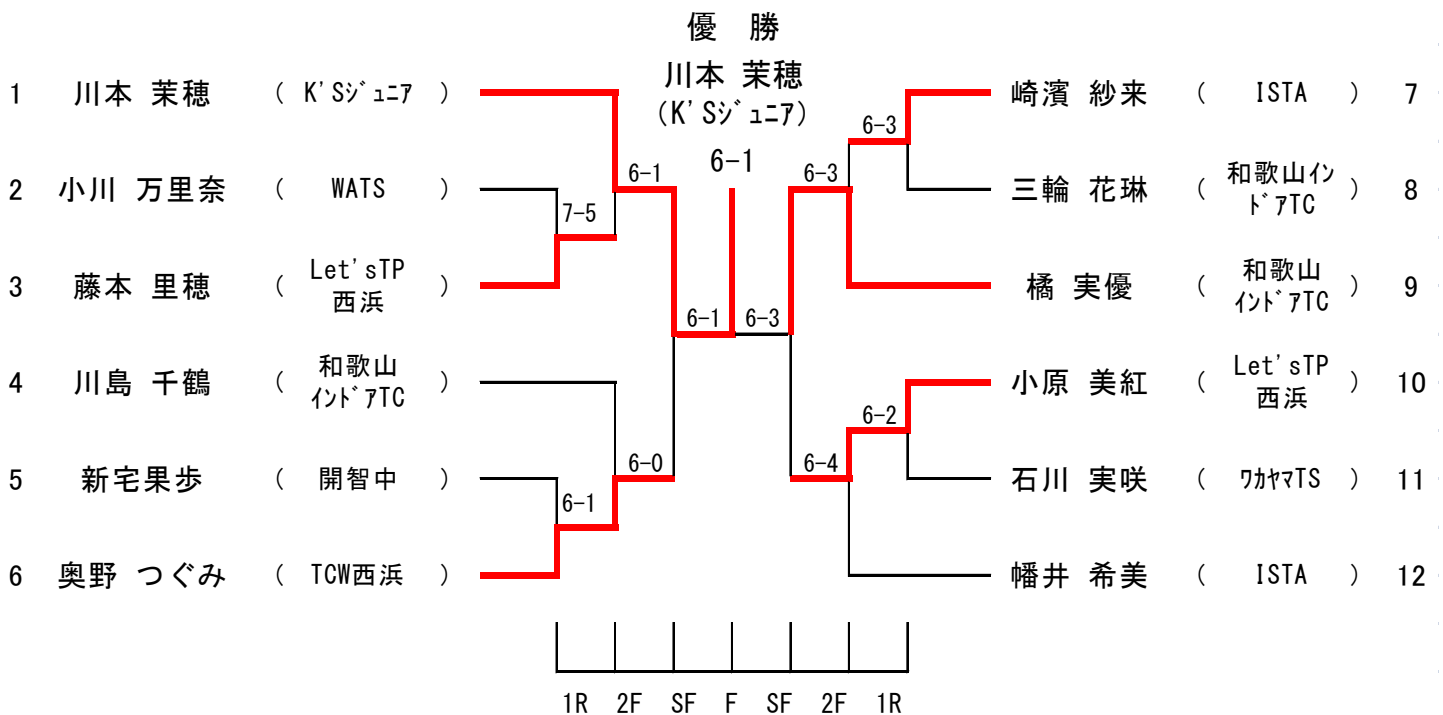 優 勝
川本 茉穂
(K'Sｼﾞｭﾆｱ)
6-1
1 川本 茉穂 ( K'Sｼﾞｭﾆｱ )
2 小川 万里奈 ( WATS )
3 藤本 里穂 ( Let'sTP
西浜 )
4 川島 千鶴 ( 和歌山
ｲﾝﾄﾞｱTC )
5 新宅果歩 ( 開智中 )
6 奥野 つぐみ ( TCW西浜 )
7-5
6-1
6-1
6-0
6-1
6-3
6-3
6-3
6-2
6-4
崎濱 紗来 ( ISTA ) 7
三輪 花琳 ( 和歌山イン
ﾄﾞｱTC ) 8
橘 実優 ( 和歌山
ｲﾝﾄﾞｱTC ) 9
小原 美紅 ( Let'sTP
西浜 ) 10
石川 実咲 ( ﾜｶﾔﾏTS ) 11
幡井 希美 ( ISTA ) 12
1R 2F SF F SF 2F 1R